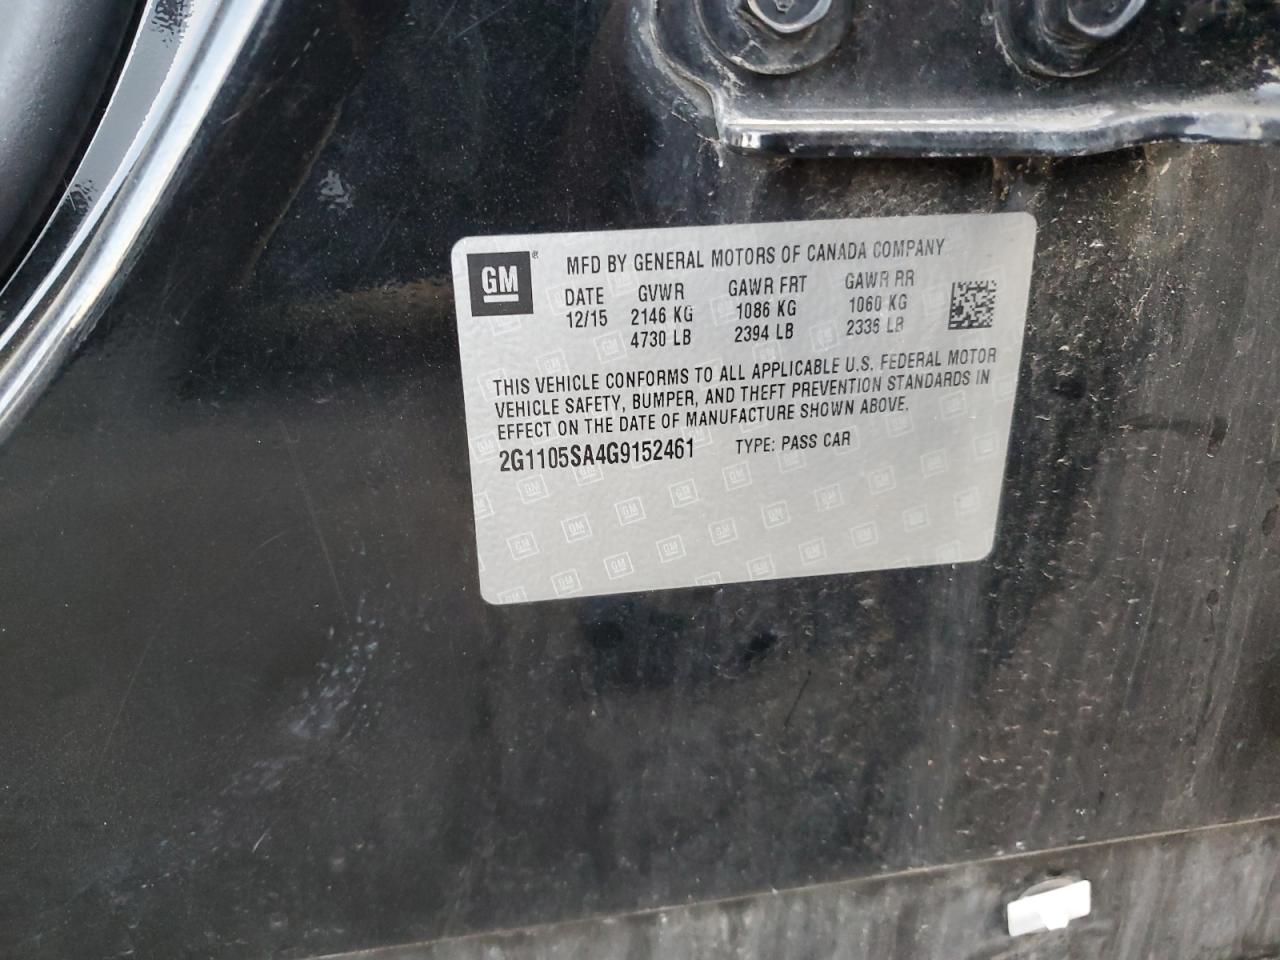 GM®
MFD BY GENERAL MOTORS OF CANADA COMPANY
DATE GVWR GAWR FRT GAWR RR
12/15 2146 KG 1086 KG 1060 KG
4730 LB 2394 LB 2336 LB
THIS VEHICLE CONFORMS TO ALL APPLICABLE U.S. FEDERAL MOTOR
VEHICLE SAFETY, BUMPER, AND THEFT PREVENTION STANDARDS IN
EFFECT ON THE DATE OF MANUFACTURE SHOWN ABOVE.
2G1105SA4G9152461 TYPE: PASS CAR